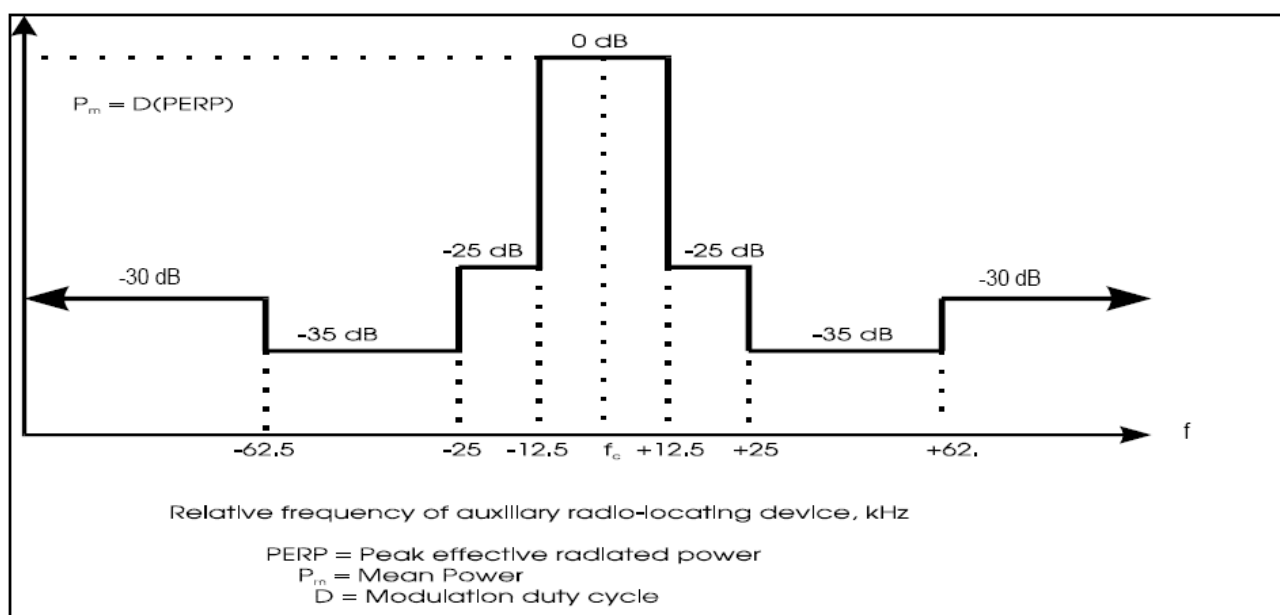 0 dB
Pm = D(PERP)
-25 dB -25 dB
-30 dB -30 dB
-35 dB -35 dB
f
-62.5 -25 -12.5 fc +12.5 +25 +62.
Relative frequency of auxiliary radio-locating device, kHz
PERP = Peak effective radiated power
Pm = Mean Power
D = Modulation duty cycle